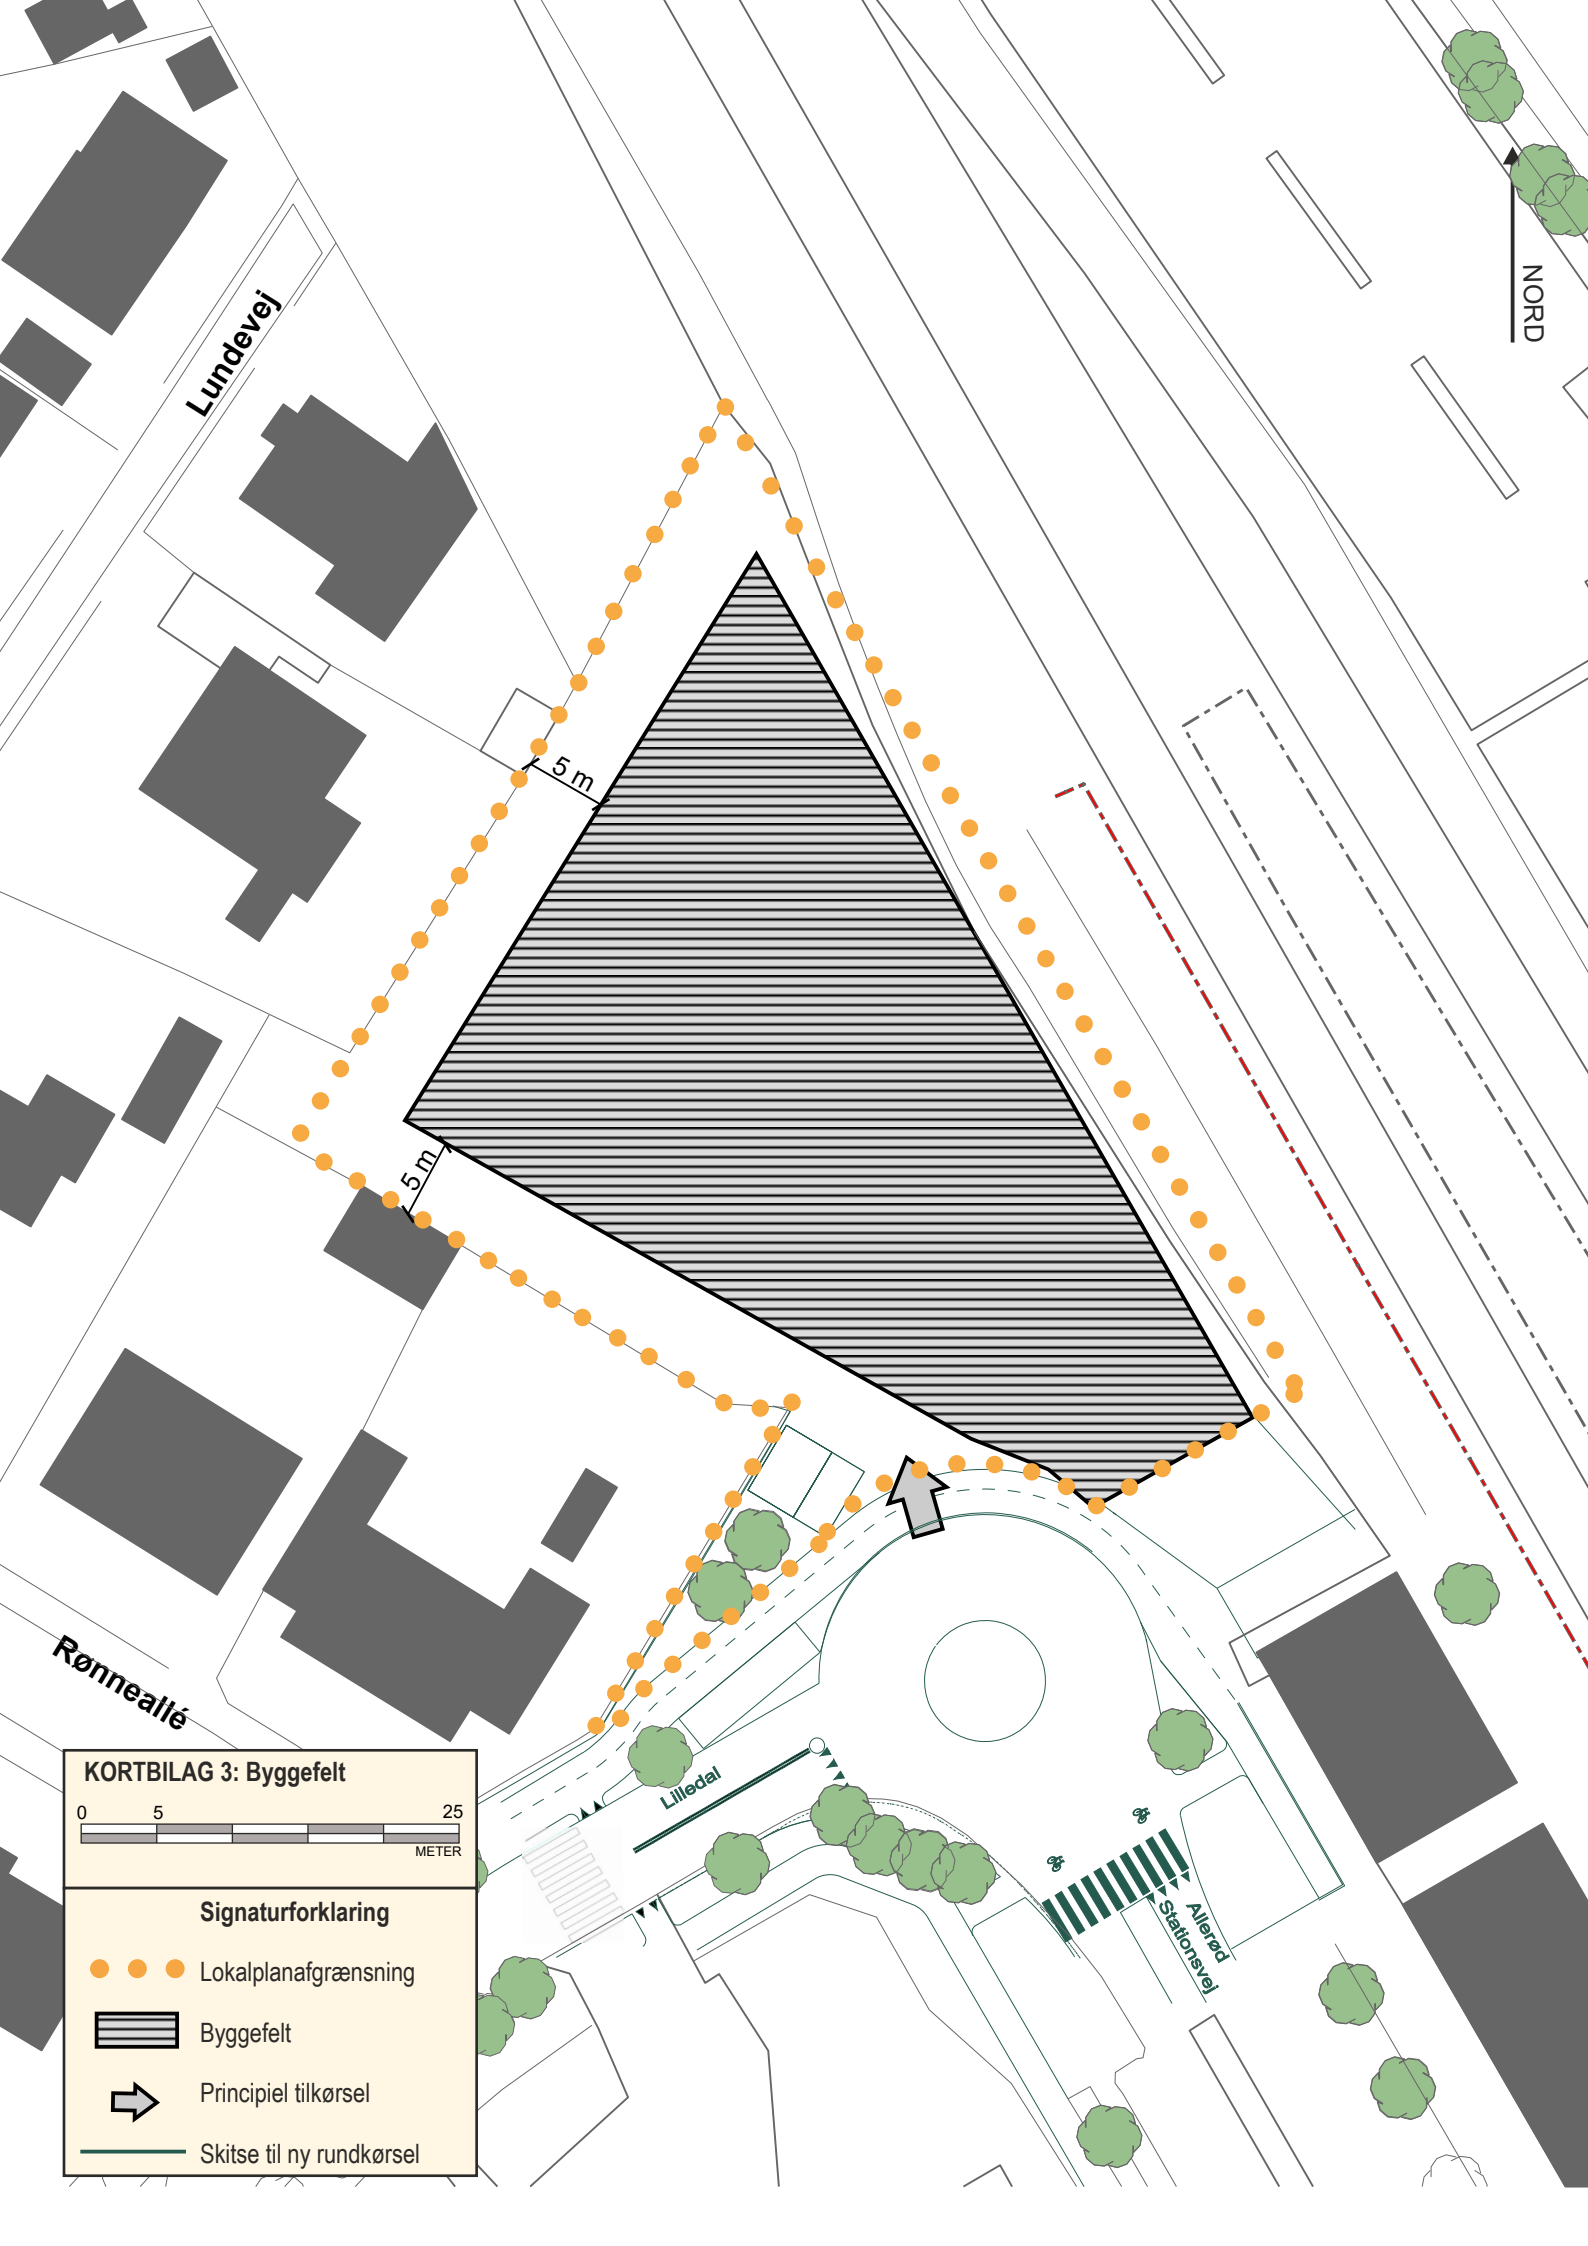 NORD
Lundevej
5 m
5 m
Rønneallé
Lilledal
Allerød
Stationsvej
KORTBILAG 3: Byggefelt
0 5 25
METER
Signaturforklaring
Lokalplanafgrænsning
Byggefelt
Principiel tilkørsel
Skitse til ny rundkørsel